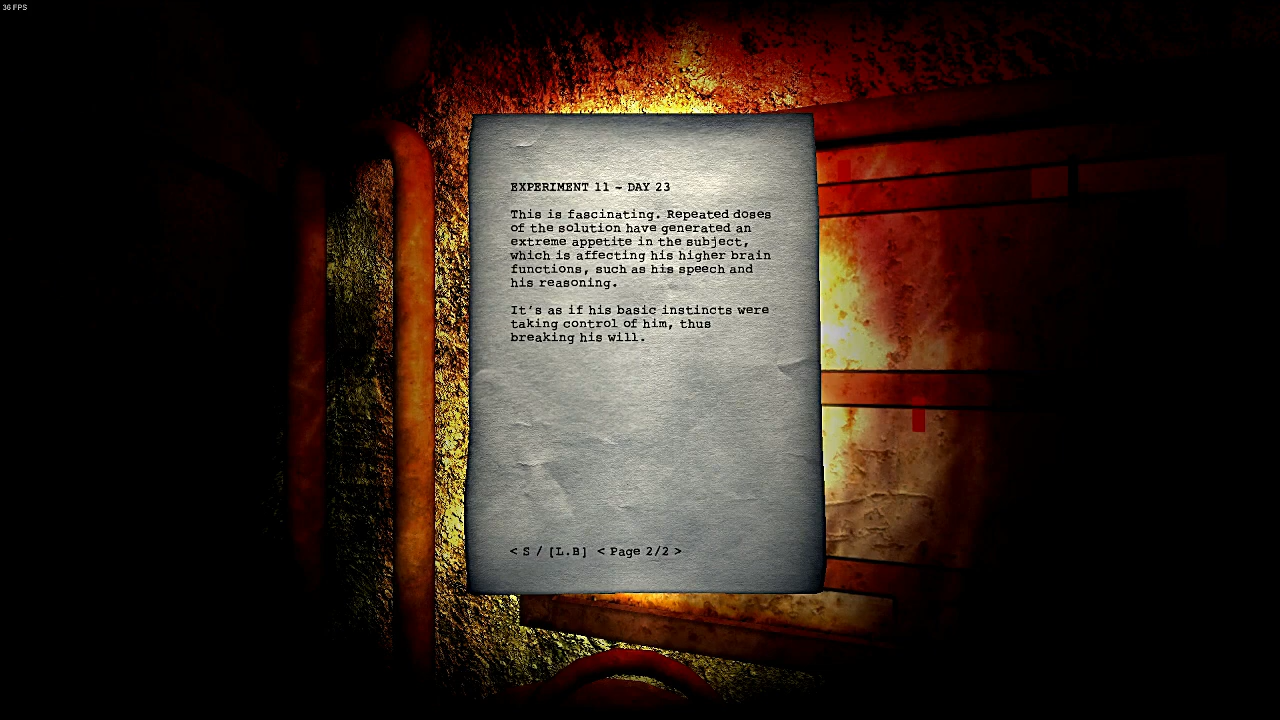 36 FPS
EXPERIMENT 11 - DAY 23
This is fascinating. Repeated doses
of the solution have generated an
extreme appetite in the subject,
which is affecting his higher brain
functions, such as his speech and
his reasoning.
It's as if his basic instincts were
taking control of him, thus
breaking his will.
< S / [L.B] < Page 2/2 >